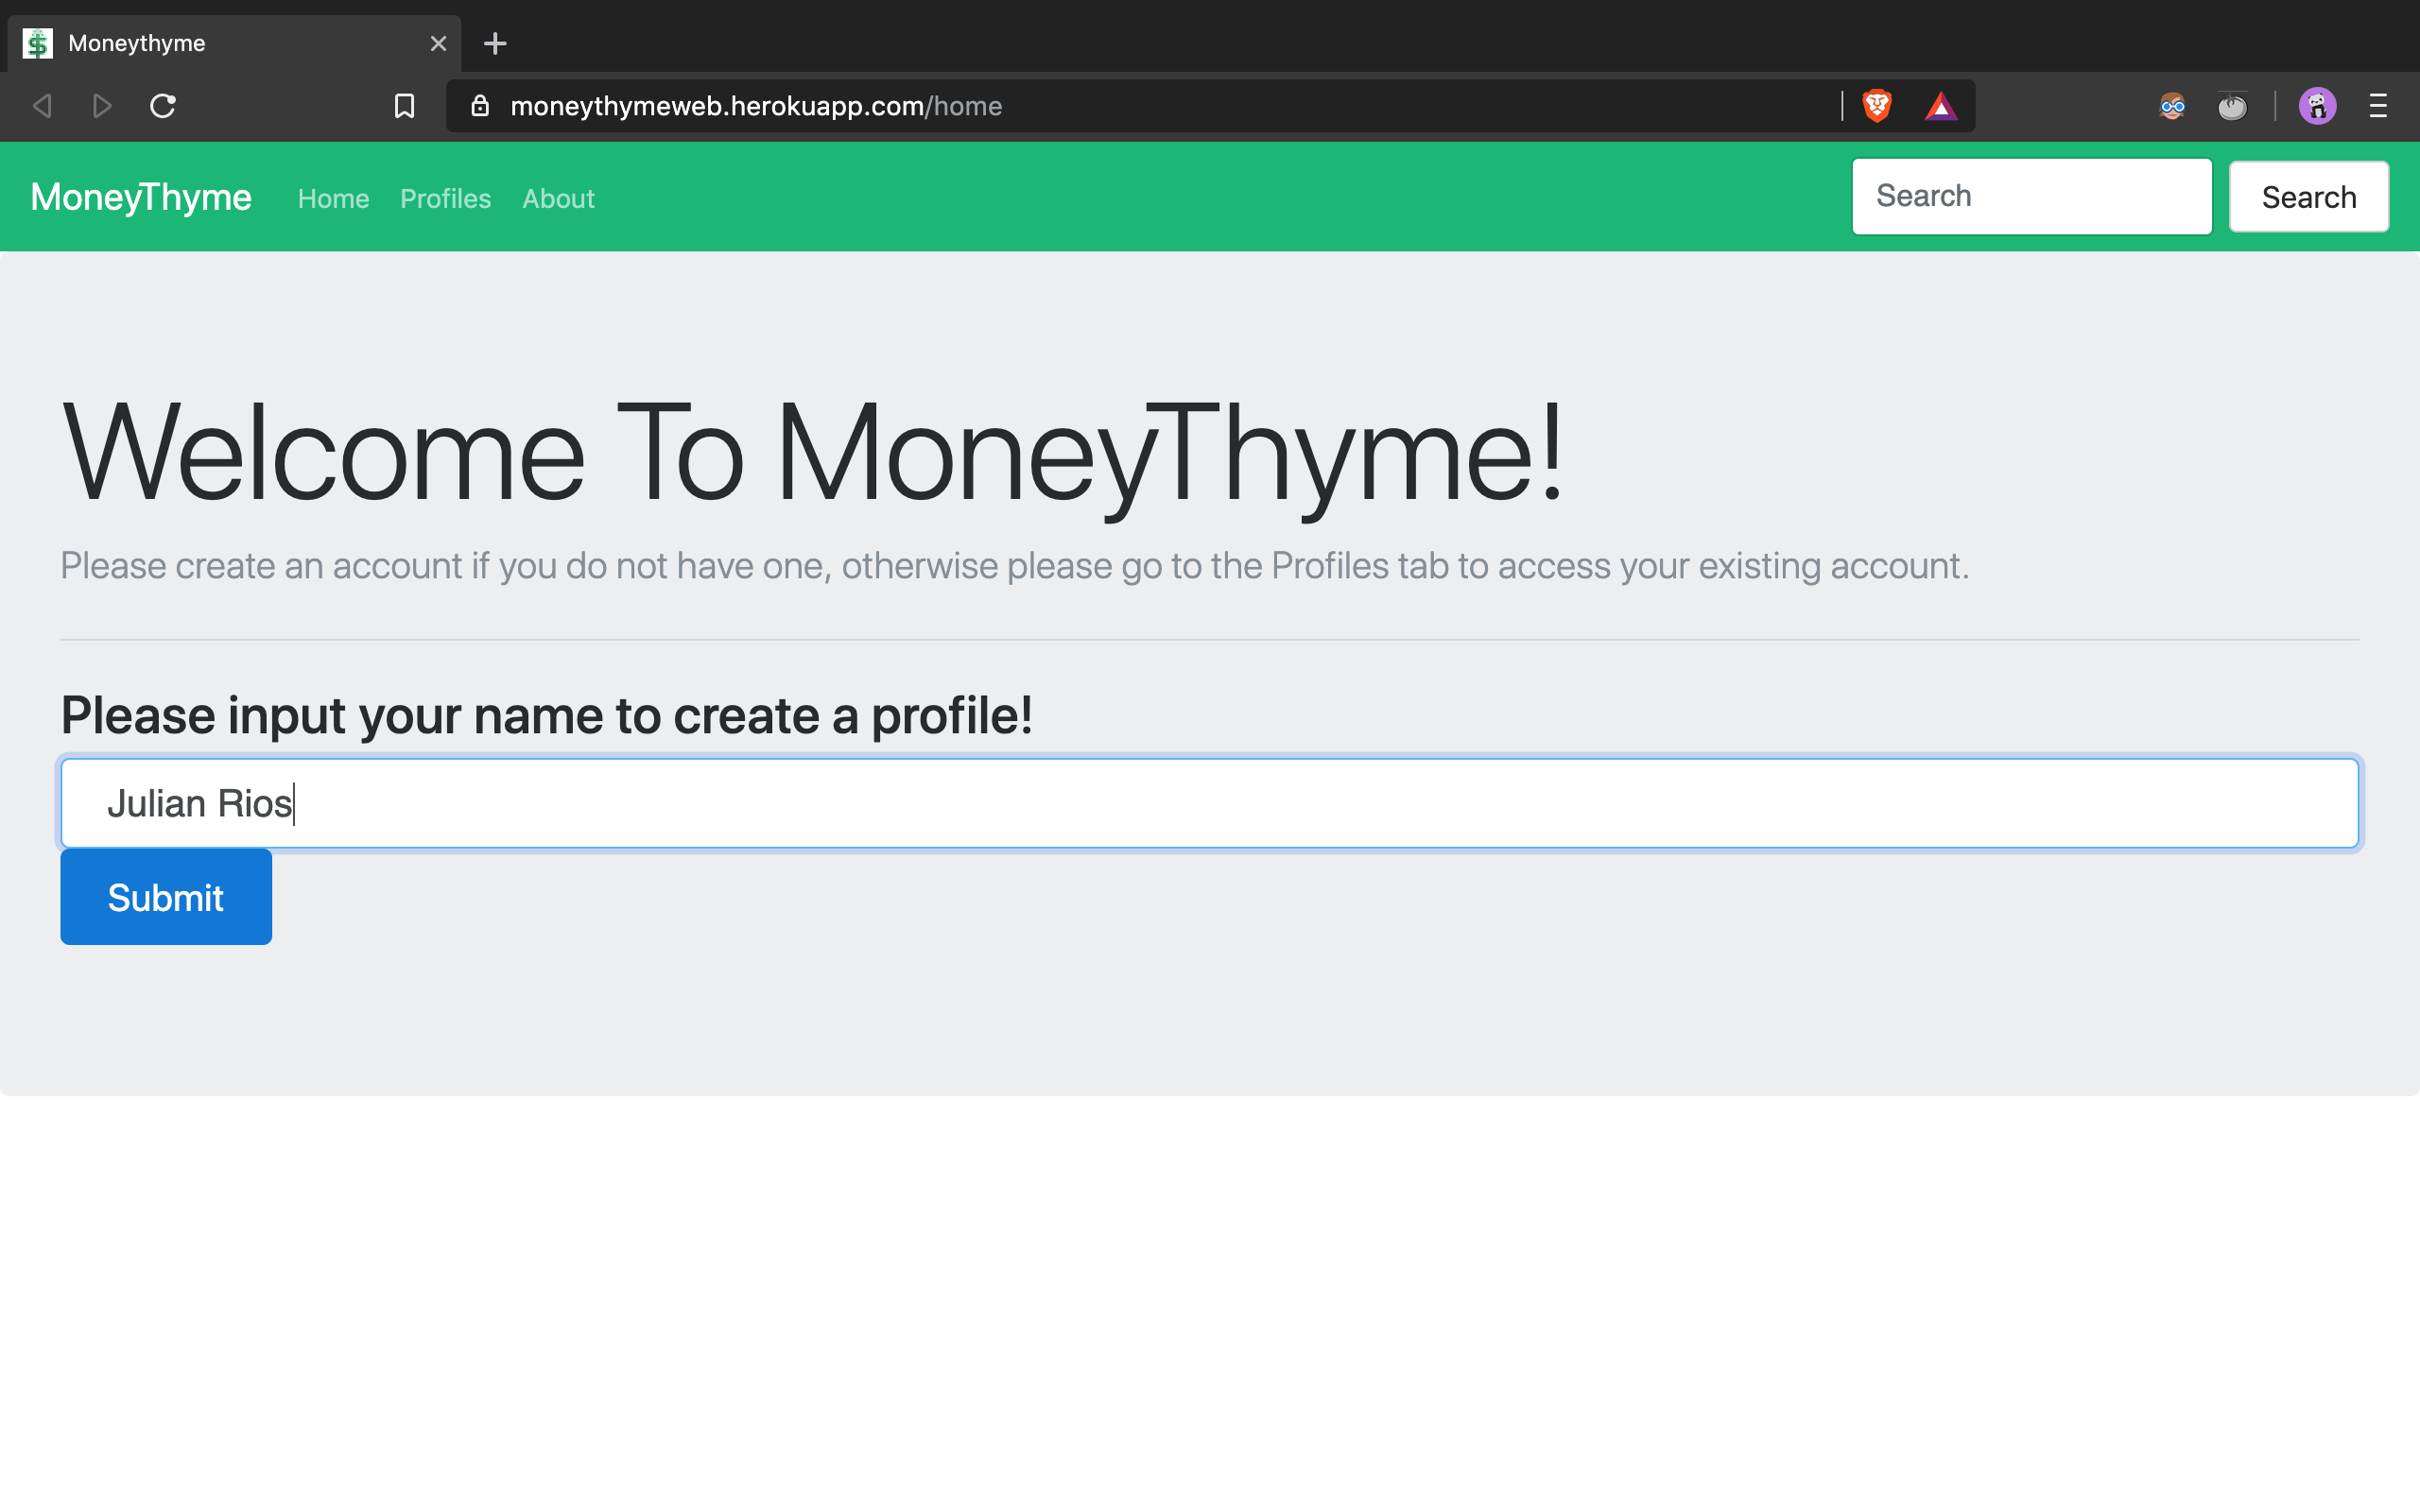 Moneythyme
moneythymeweb.herokuapp.com/home
MoneyThyme Home Profiles About Search Search
Welcome To MoneyThyme!
Please create an account if you do not have one, otherwise please go to the Profiles tab to access your existing account.
Please input your name to create a profile!
Julian Rios
Submit